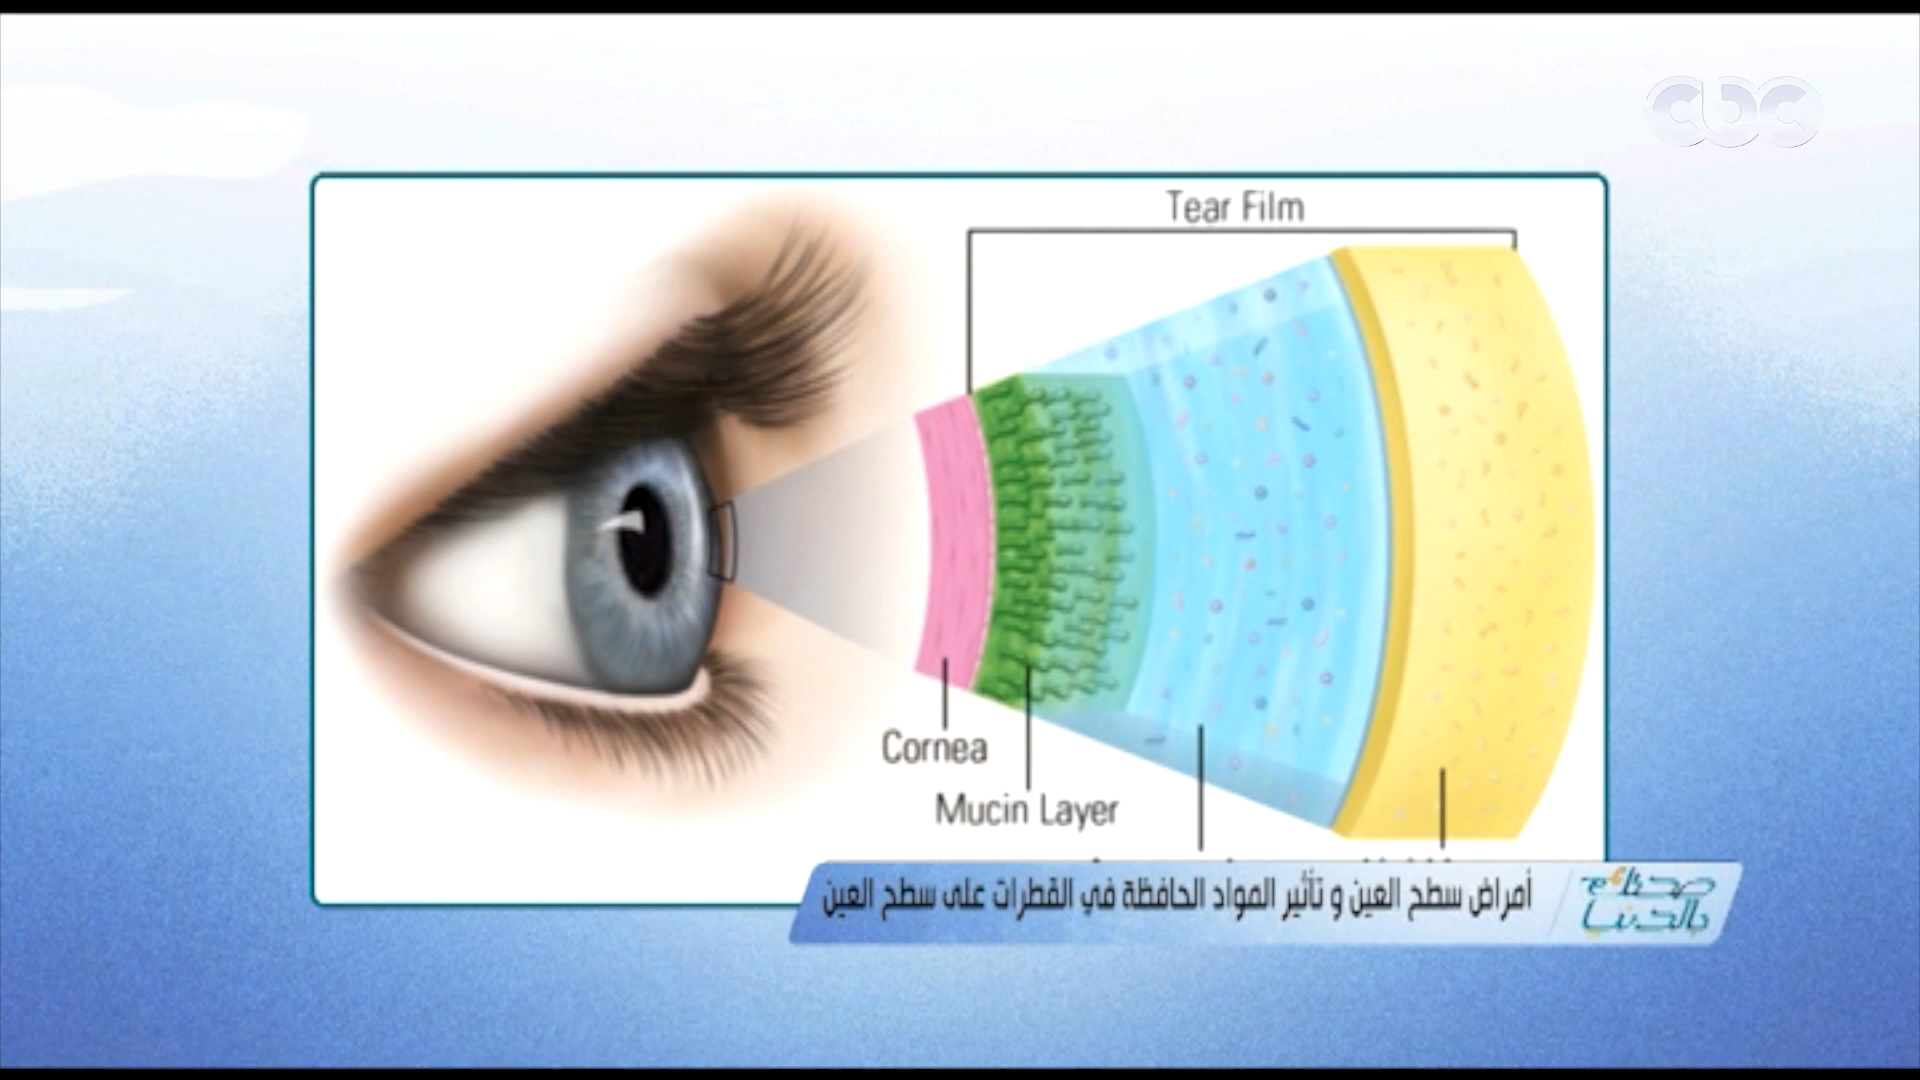 cbc
Tear Film
Cornea
Mucin Layer
أمراض سطح العين و تأثير المواد الحافظة في القطرات على سطح العين
صحتك بالدنيا